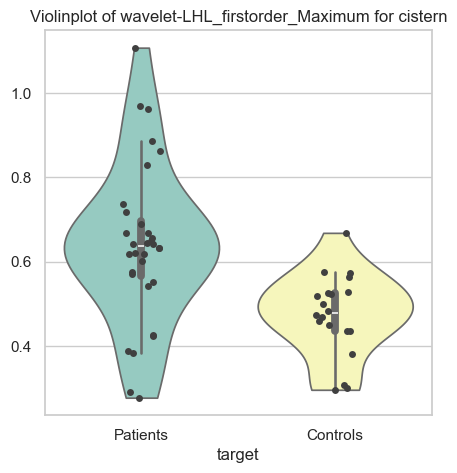 Violinplot of wavelet-LHL_firstorder_Maximum for cistern
1.0
0.8
0.6
0.4
Patients Controls
target